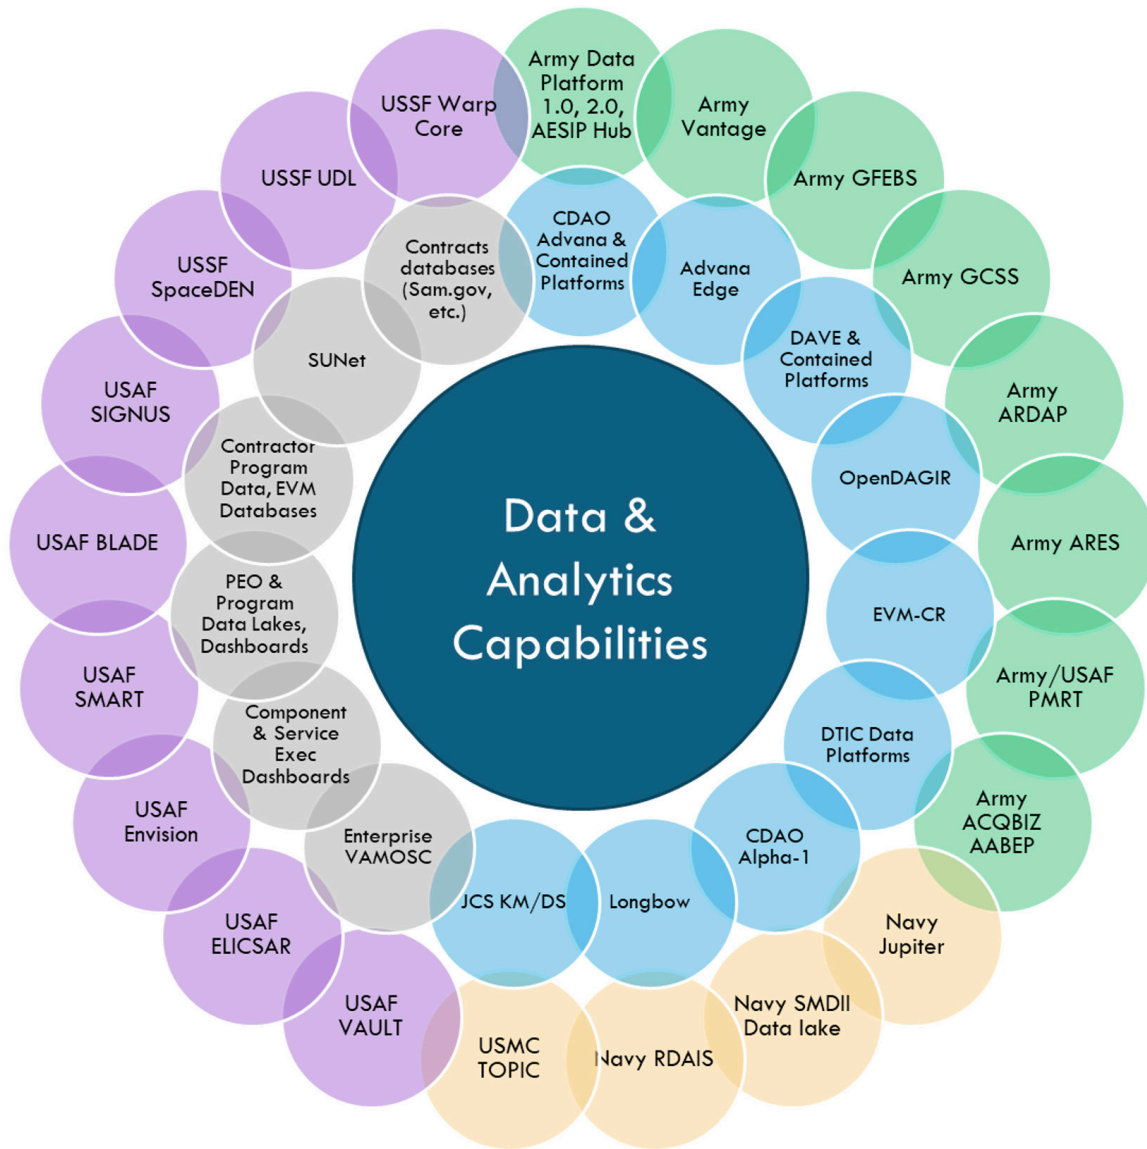 Army Data
Platform
1.0, 2.0,
AESIP Hub
Army
Vantage
Army GFEBS
Army GCSS
Army
ARDAP
Army ARES
Army/USAF
PMRT
Army
ACQBIZ
AABEP
Navy
Jupiter
Navy SMDII
Data lake
Navy RDAIS
USMC
TOPIC
USAF
VAULT
USAF
ELICSAR
USAF
Envision
USAF
SMART
USAF BLADE
USAF
SIGNUS
USSF
SpaceDEN
USSF UDL
USSF Warp
Core
CDAO
Advana &
Contained
Platforms
Advana
Edge
DAVE &
Contained
Platforms
OpenDAGIR
EVM-CR
DTIC Data
Platforms
CDAO
Alpha-1
Longbow
JCS KM/DS
Enterprise
VAMOSC
Component
& Service
Exec
Dashboards
PEO &
Program
Data Lakes,
Dashboards
Contractor
Program
Data, EVM
Databases
SUNet
Contracts
databases
(Sam.gov,
etc.)
Data &
Analytics
Capabilities